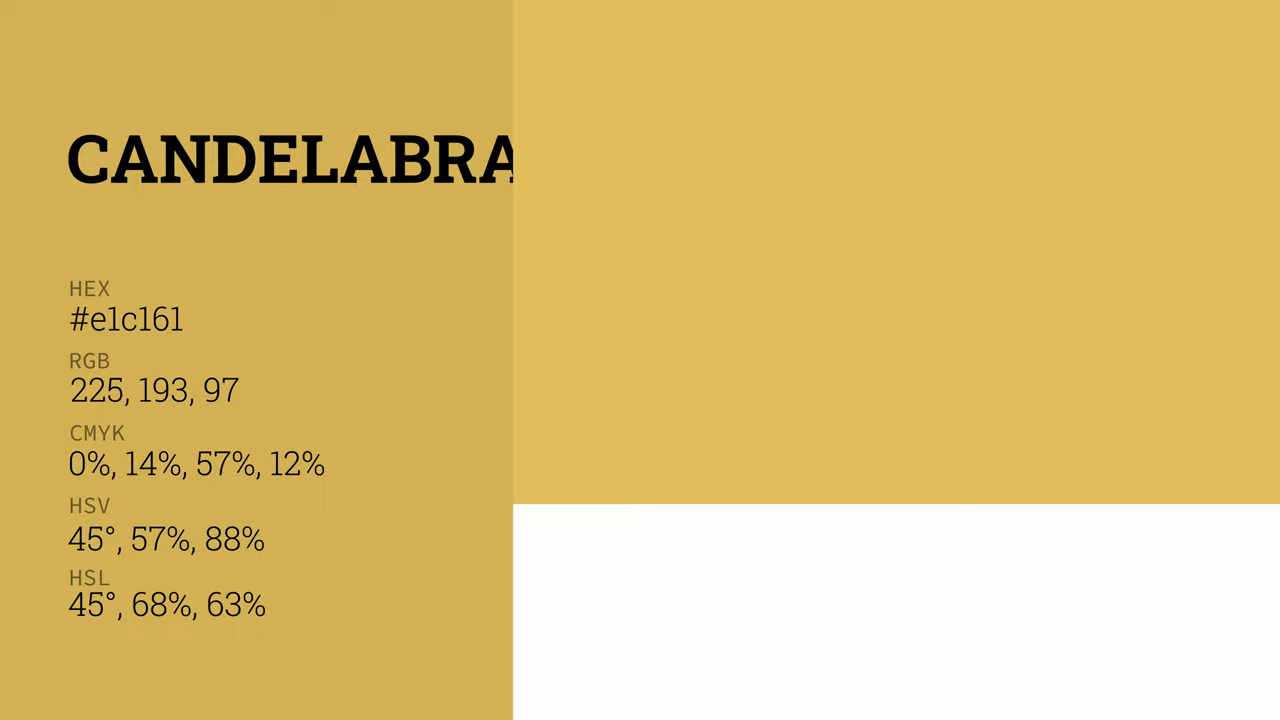 CANDELABRA
HEX
#e1c161
RGB
225, 193, 97
CMYK
0%, 14%, 57%, 12%
HSV
45°, 57%, 88%
HSL
45°, 68%, 63%